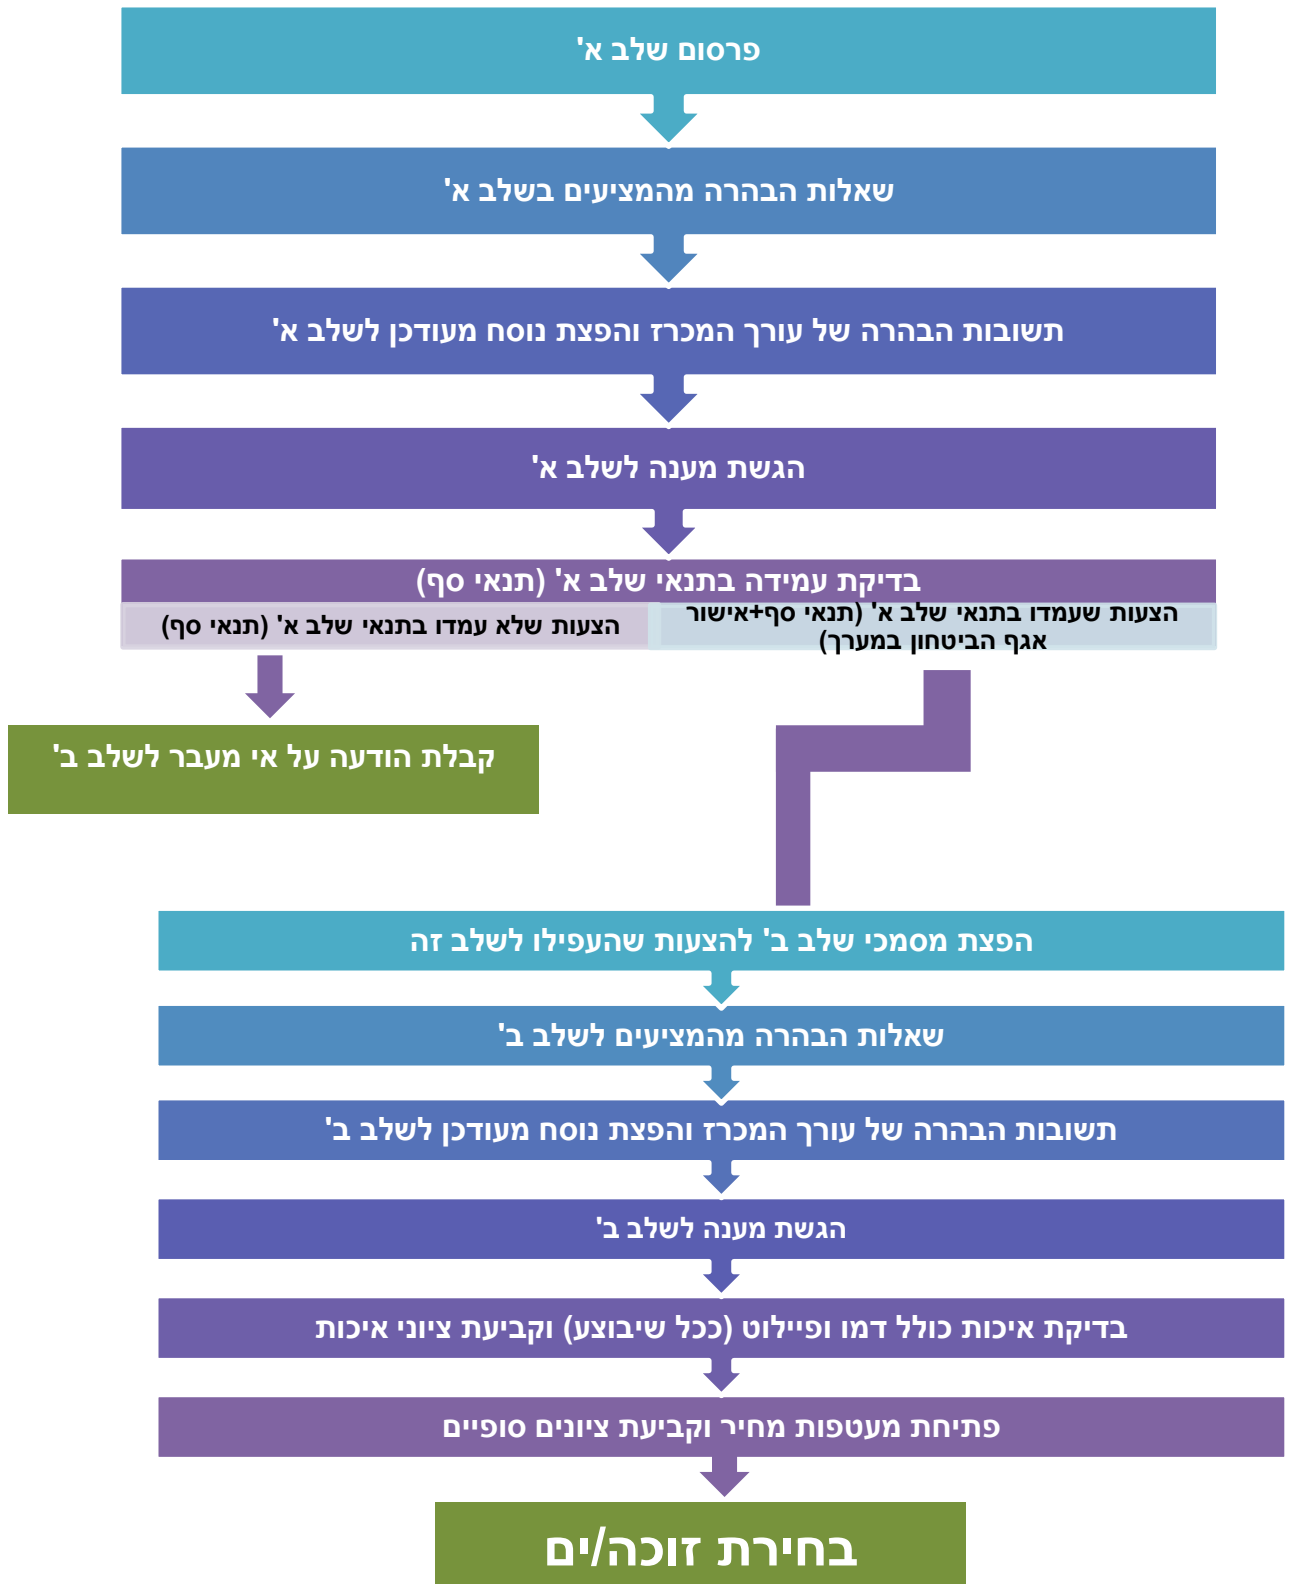 פרסום שלב א'
שאלות הבהרה מהמציעים בשלב א'
תשובות הבהרה של עורך המכרז והפצת נוסח מעודכן לשלב א'
הגשת מענה לשלב א'
בדיקת עמידה בתנאי שלב א' (תנאי סף)
הצעות שעמדו בתנאי שלב א' (תנאי סף+אישור
אגף הביטחון במערך)
הצעות שלא עמדו בתנאי שלב א' (תנאי סף)
קבלת הודעה על אי מעבר לשלב ב'
הפצת מסמכי שלב ב' להצעות שהעפילו לשלב זה
שאלות הבהרה מהמציעים לשלב ב'
תשובות הבהרה של עורך המכרז והפצת נוסח מעודכן לשלב ב'
הגשת מענה לשלב ב'
בדיקת איכות כולל דמו ופיילוט (ככל שיבוצע) וקביעת ציוני איכות
פתיחת מעטפות מחיר וקביעת ציונים סופיים
בחירת זוכה/ים